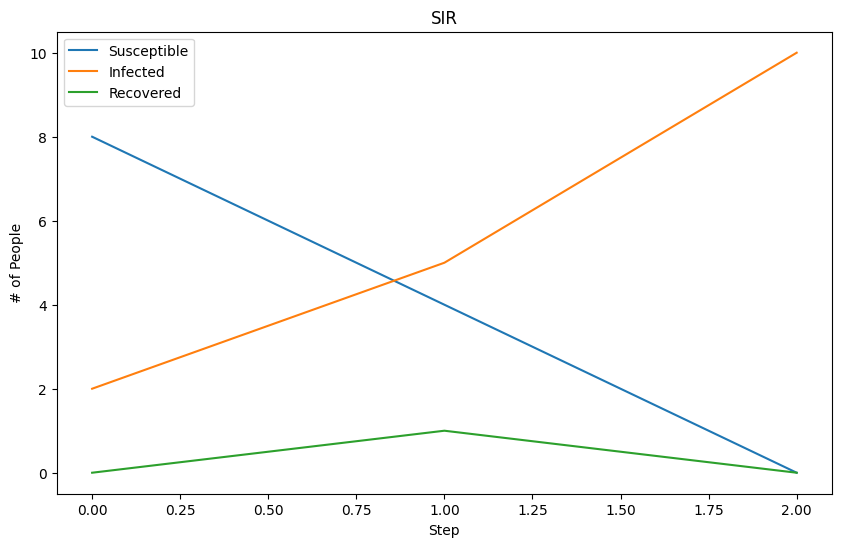 SIR
Susceptible
Infected
Recovered
# of People
10
8
6
4
2
0
0.00 0.25 0.50 0.75 1.00 1.25 1.50 1.75 2.00
Step